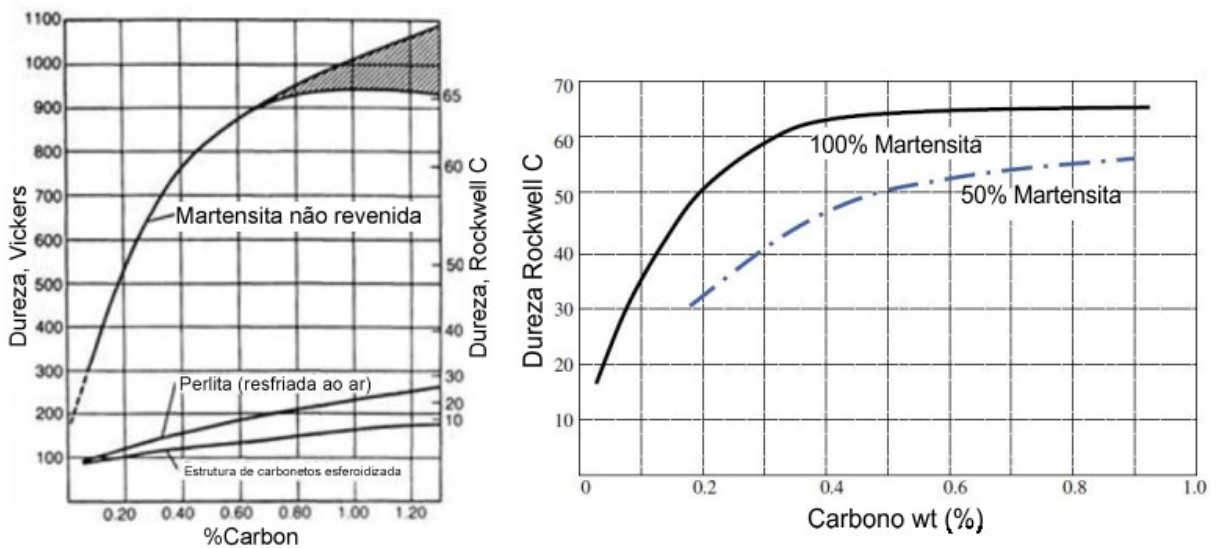 Dureza, Vickers
1100
1000
900
800
700
600
500
400
300
200
100
Martensita não revenida
Perlita (resfriada ao ar)
Estrutura de carbonetos esferoidizada
0.20 0.40 0.60 0.80 1.00 1.20
%Carbon
65
60
50
40
30
20
10
Dureza, Rockwell C
Dureza Rockwell C
70
60
50
40
30
20
10
100% Martensita
50% Martensita
0 0.2 0.4 0.6 0.8 1.0
Carbono wt (%)